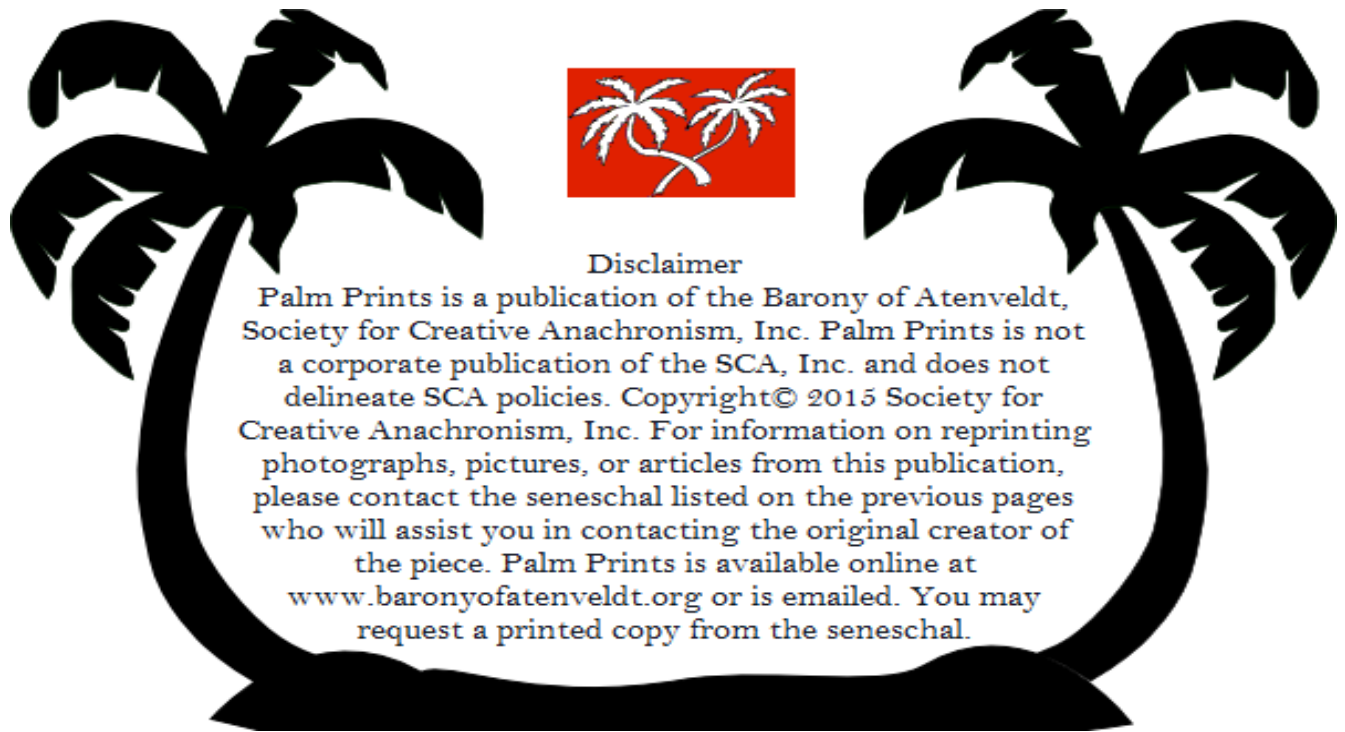 Disclaimer
Palm Prints is a publication of the Barony of Atenveldt,
Society for Creative Anachronism, Inc. Palm Prints is not
a corporate publication of the SCA, Inc. and does not
delineate SCA policies. Copyright© 2015 Society for
Creative Anachronism, Inc. For information on reprinting
photographs, pictures, or articles from this publication,
please contact the seneschal listed on the previous pages
who will assist you in contacting the original creator of
the piece. Palm Prints is available online at
www.baronyofatenveldt.org or is emailed. You may
request a printed copy from the seneschal.